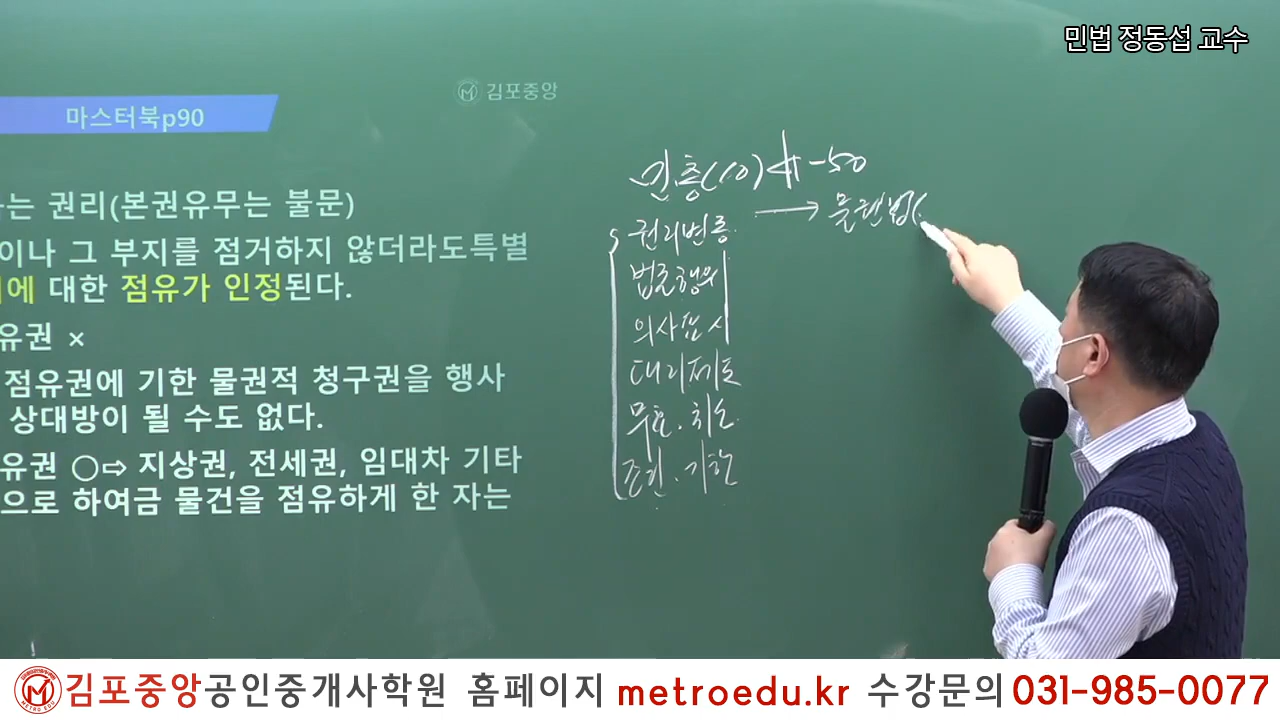 민법 정동섭 교수
김포중앙
마스터북p90
는 권리(본권유무는 불문)
이나 그 부지를 점거하지 않더라도특별
에 대한 점유가 인정된다.
유권 ×
점유권에 기한 물권적 청구권을 행사
상대방이 될 수도 없다.
유권 ○⇨ 지상권, 전세권, 임대차 기타
으로 하여금 물건을 점유하게 한 자는
민총(10) -50
권리변동 → 물권법(
법률행위
의사표시
대리제도
무효·취소
조건·기한
김포중앙공인중개사학원 홈페이지 metroedu.kr 수강문의 031-985-0077
METRO EDU